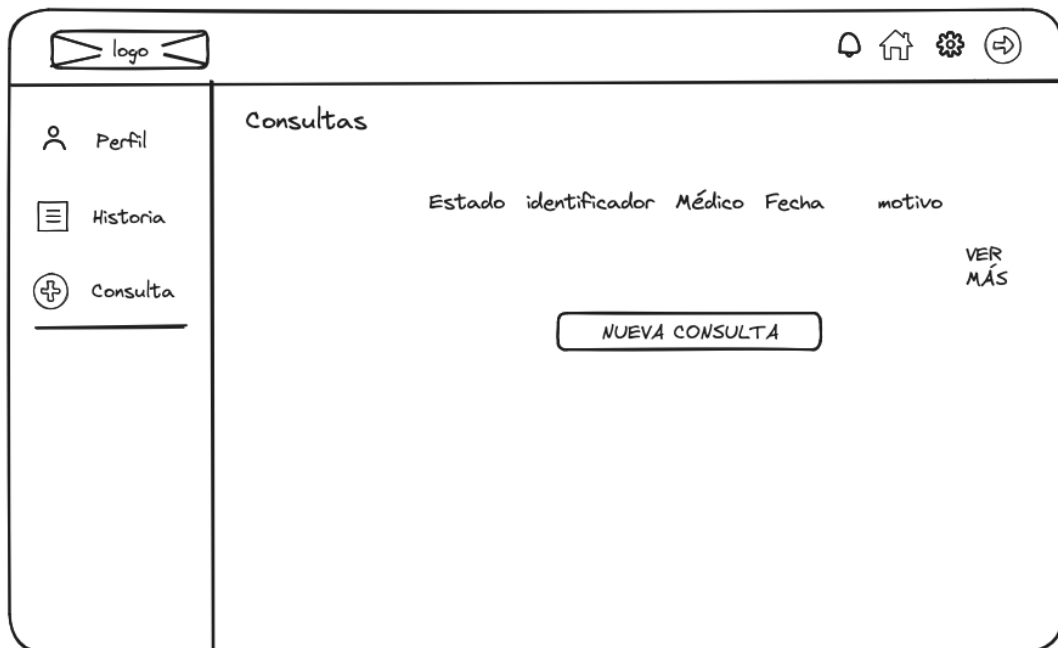 logo
Perfil
Historia
Consulta
Consultas
Estado identificador Médico Fecha motivo
VER
MÁS
NUEVA CONSULTA